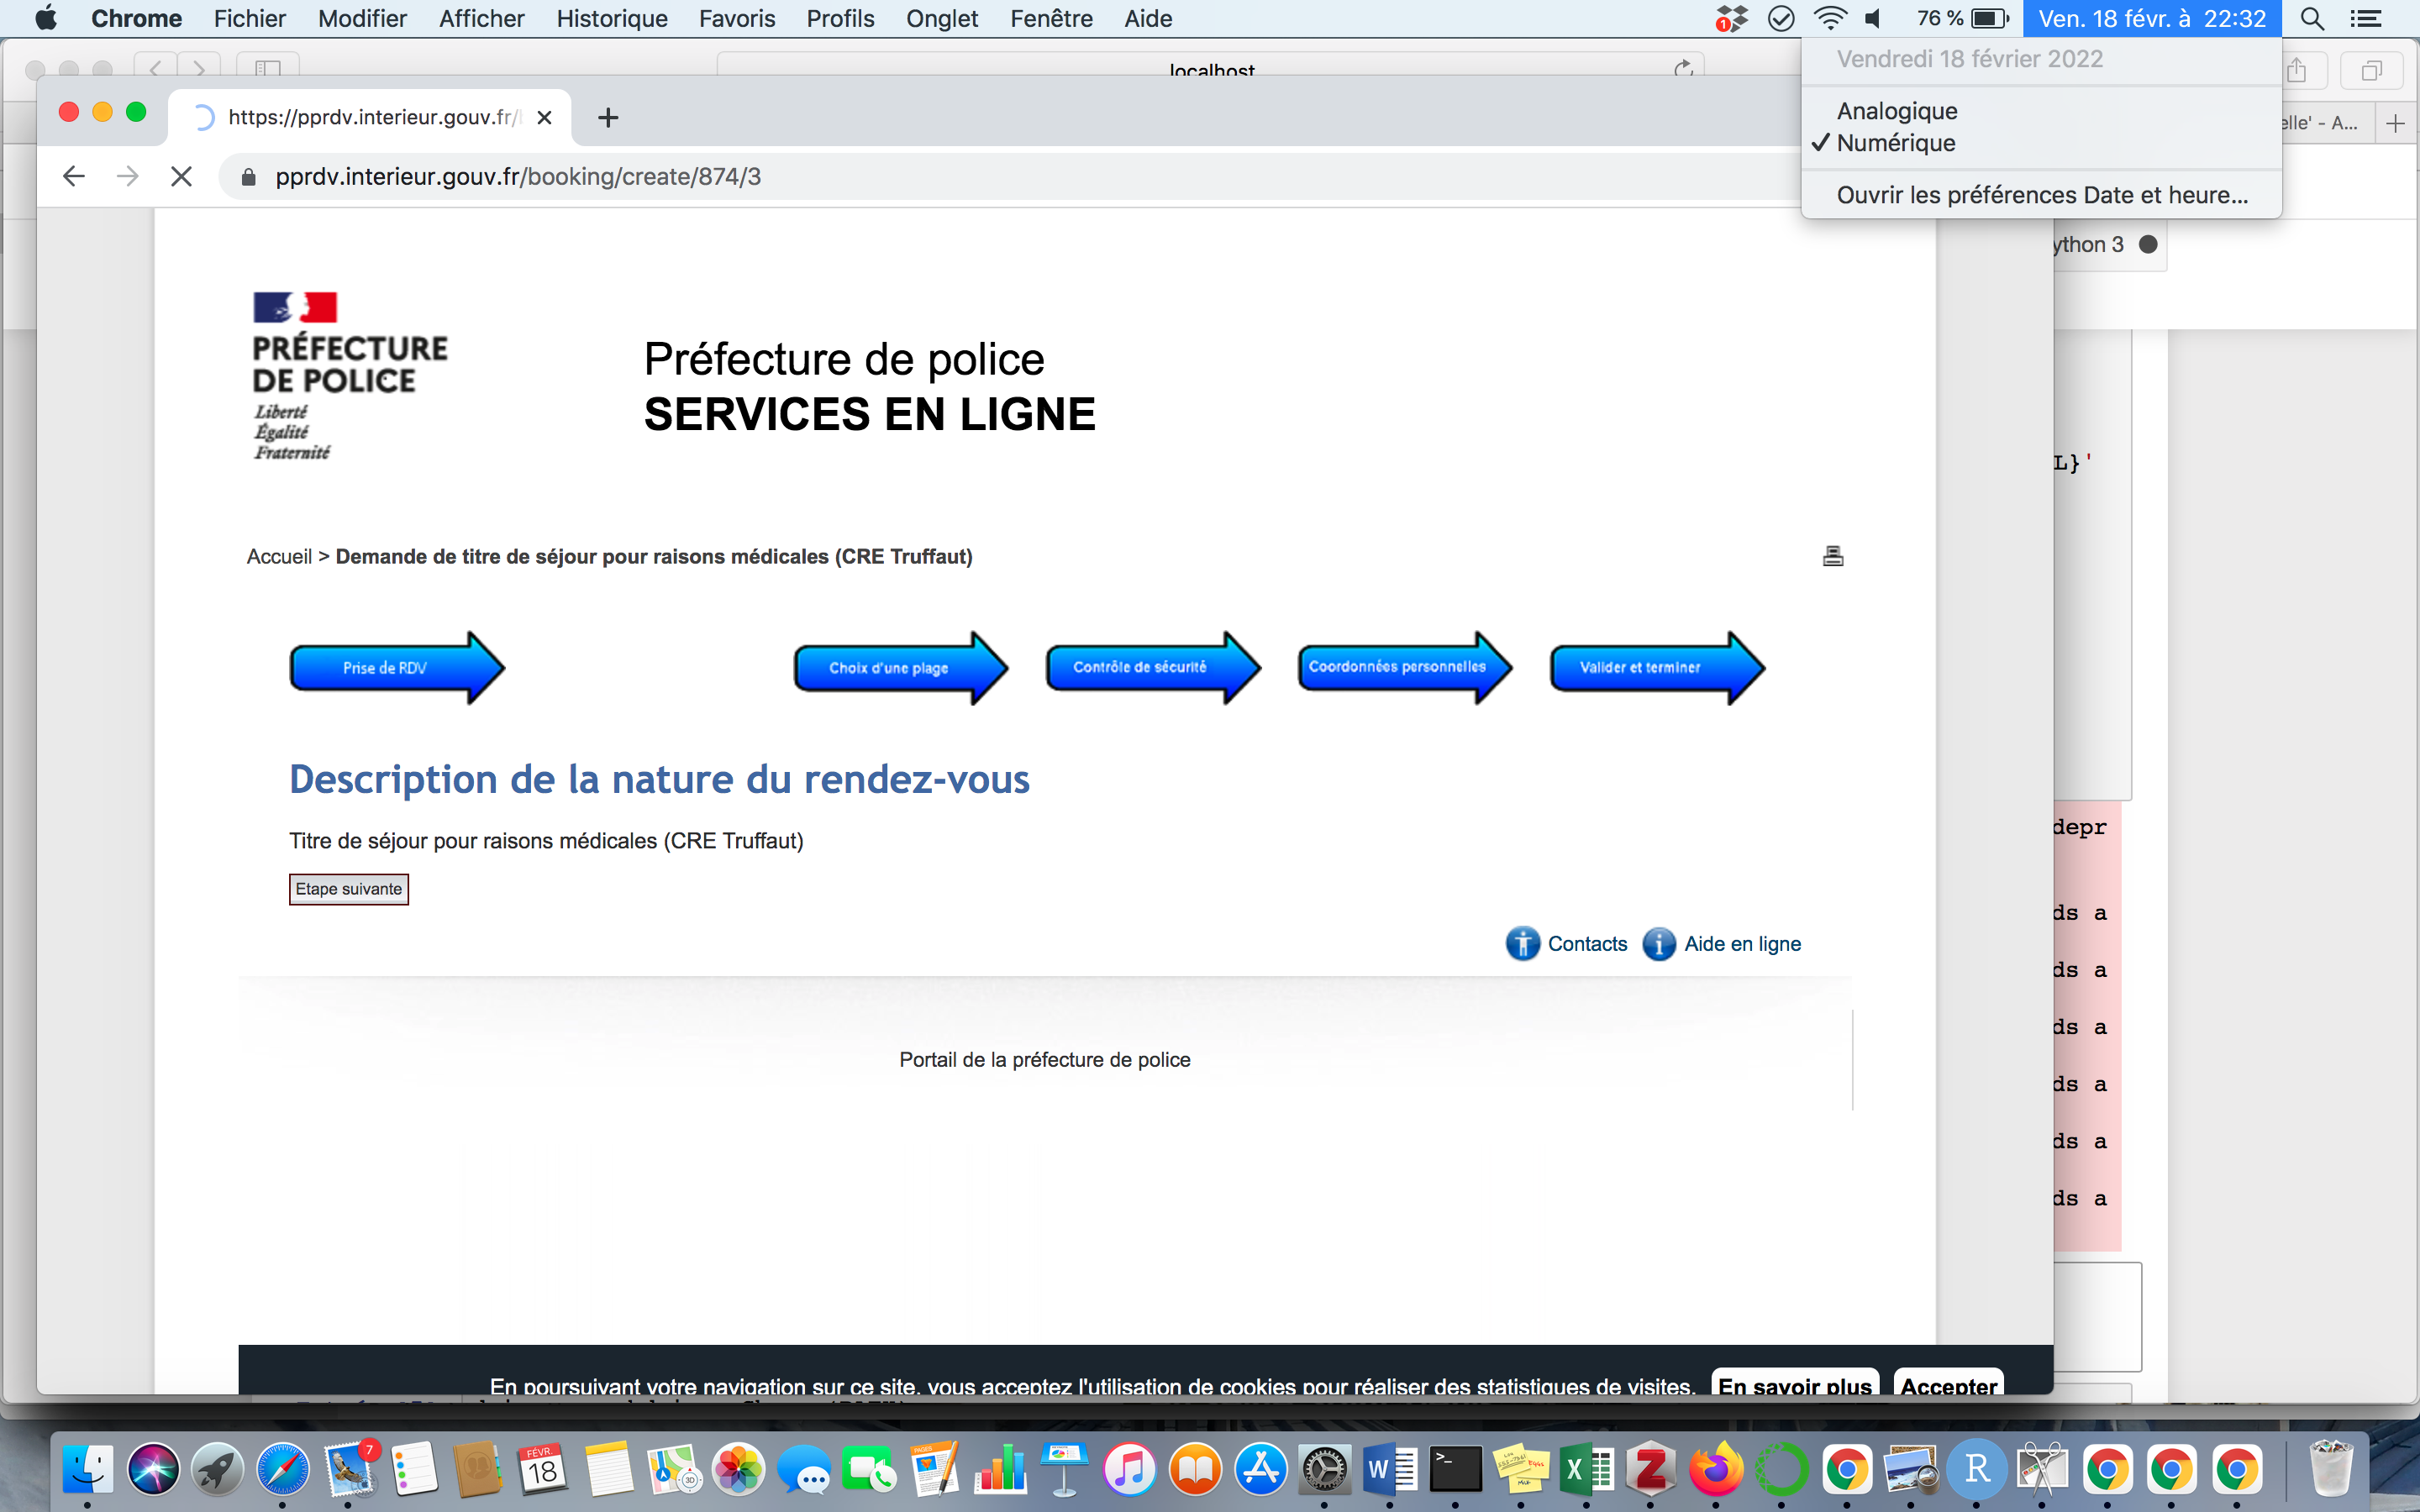 Chrome Fichier Modifier Afficher Historique Favoris Profils Onglet Fenêtre Aide
1 76 % Ven. 18 févr. à 22:32
localhost
Vendredi 18 février 2022
Analogique
✓ Numérique
Ouvrir les préférences Date et heure...
https://pprdv.interieur.gouv.fr/
elle' - A...
pprdv.interieur.gouv.fr/booking/create/874/3
ython 3
PRÉFECTURE
DE POLICE
Liberté
Égalité
Fraternité
Préfecture de police
SERVICES EN LIGNE
L}'
Accueil > Demande de titre de séjour pour raisons médicales (CRE Truffaut)
Prise de RDV
Choix d'une plage
Contrôle de sécurité
Coordonnées personnelles
Valider et terminer
Description de la nature du rendez-vous
Titre de séjour pour raisons médicales (CRE Truffaut)
Etape suivante
depr
ds a
ds a
ds a
ds a
ds a
ds a
Contacts
Aide en ligne
Portail de la préfecture de police
En poursuivant votre navigation sur ce site, vous acceptez l'utilisation de cookies pour réaliser des statistiques de visites.
En savoir plus
Accepter
7
FÉVR.
18
3D
PAGES
W
>_
X
Z
R